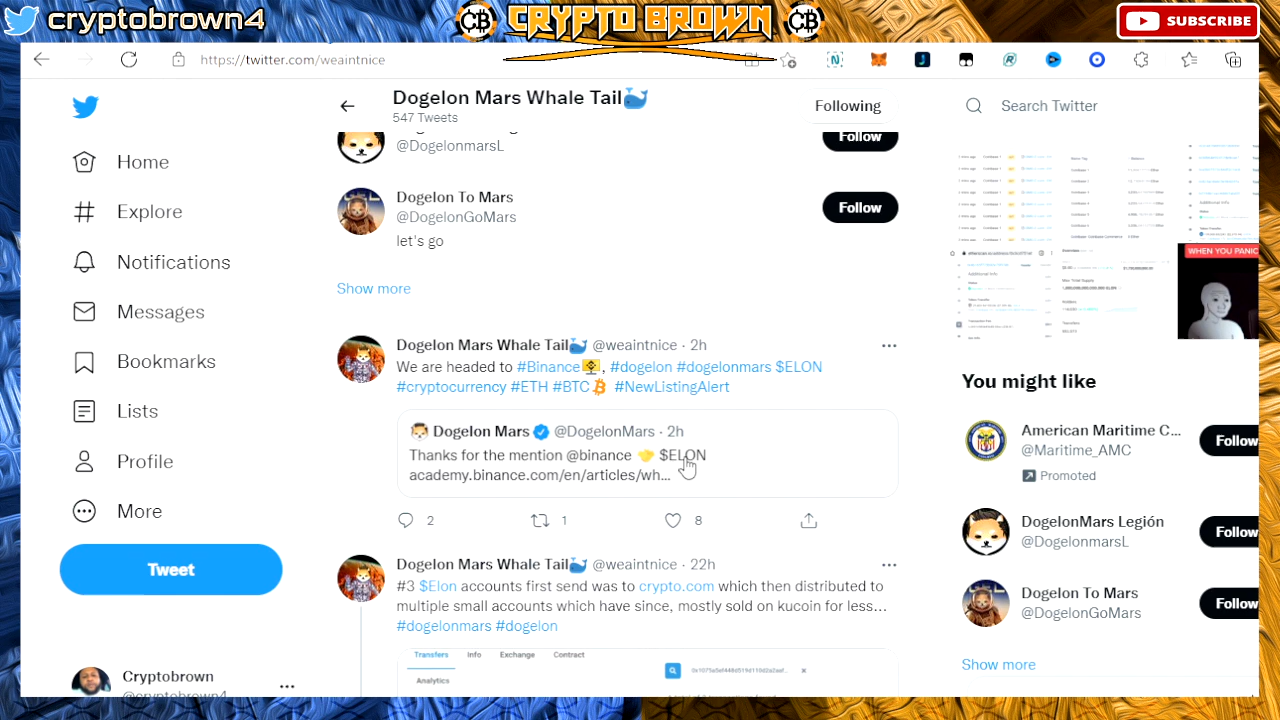 cryptobrown4
CRYPTO BROWN
SUBSCRIBE
https://twitter.com/weaintnice
Dogelon Mars Whale Tail
547 Tweets
Following
Search Twitter
Home
Explore
Notifications
Messages
Bookmarks
Lists
Profile
More
Tweet
Cryptobrown
@cryptobrown4
@DogelonmarsL
Follow
Dogelon To Mars
@DogelonGoMars
Follow
Let's go
Show more
Dogelon Mars Whale Tail @weaintnice · 2h
We are headed to #Binance, #dogelon #dogelonmars $ELON
#cryptocurrency #ETH #BTC #NewListingAlert
Dogelon Mars @DogelonMars · 2h
Thanks for the mention @binance $ELON
academy.binance.com/en/articles/wh...
2
1
8
Dogelon Mars Whale Tail @weaintnice · 22h
#3 $Elon accounts first send was to crypto.com which then distributed to
multiple small accounts which have since, mostly sold on kucoin for less...
#dogelonmars #dogelon
Transfers Info Exchange Contract
Analytics
WHEN YOU PANIC
You might like
American Maritime C...
@Maritime_AMC
Follow
Promoted
DogelonMars Legión
@DogelonmarsL
Follow
Dogelon To Mars
@DogelonGoMars
Follow
Show more